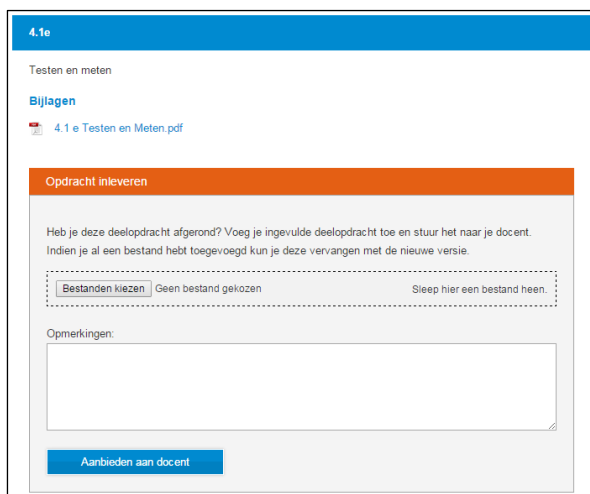 4.1e
Testen en meten
Bijlagen
4.1 e Testen en Meten.pdf
Opdracht inleveren
Heb je deze deelopdracht afgerond? Voeg je ingevulde deelopdracht toe en stuur het naar je docent.
Indien je al een bestand hebt toegevoegd kun je deze vervangen met de nieuwe versie.
Bestanden kiezen Geen bestand gekozen Sleep hier een bestand heen.
Opmerkingen:
Aanbieden aan docent